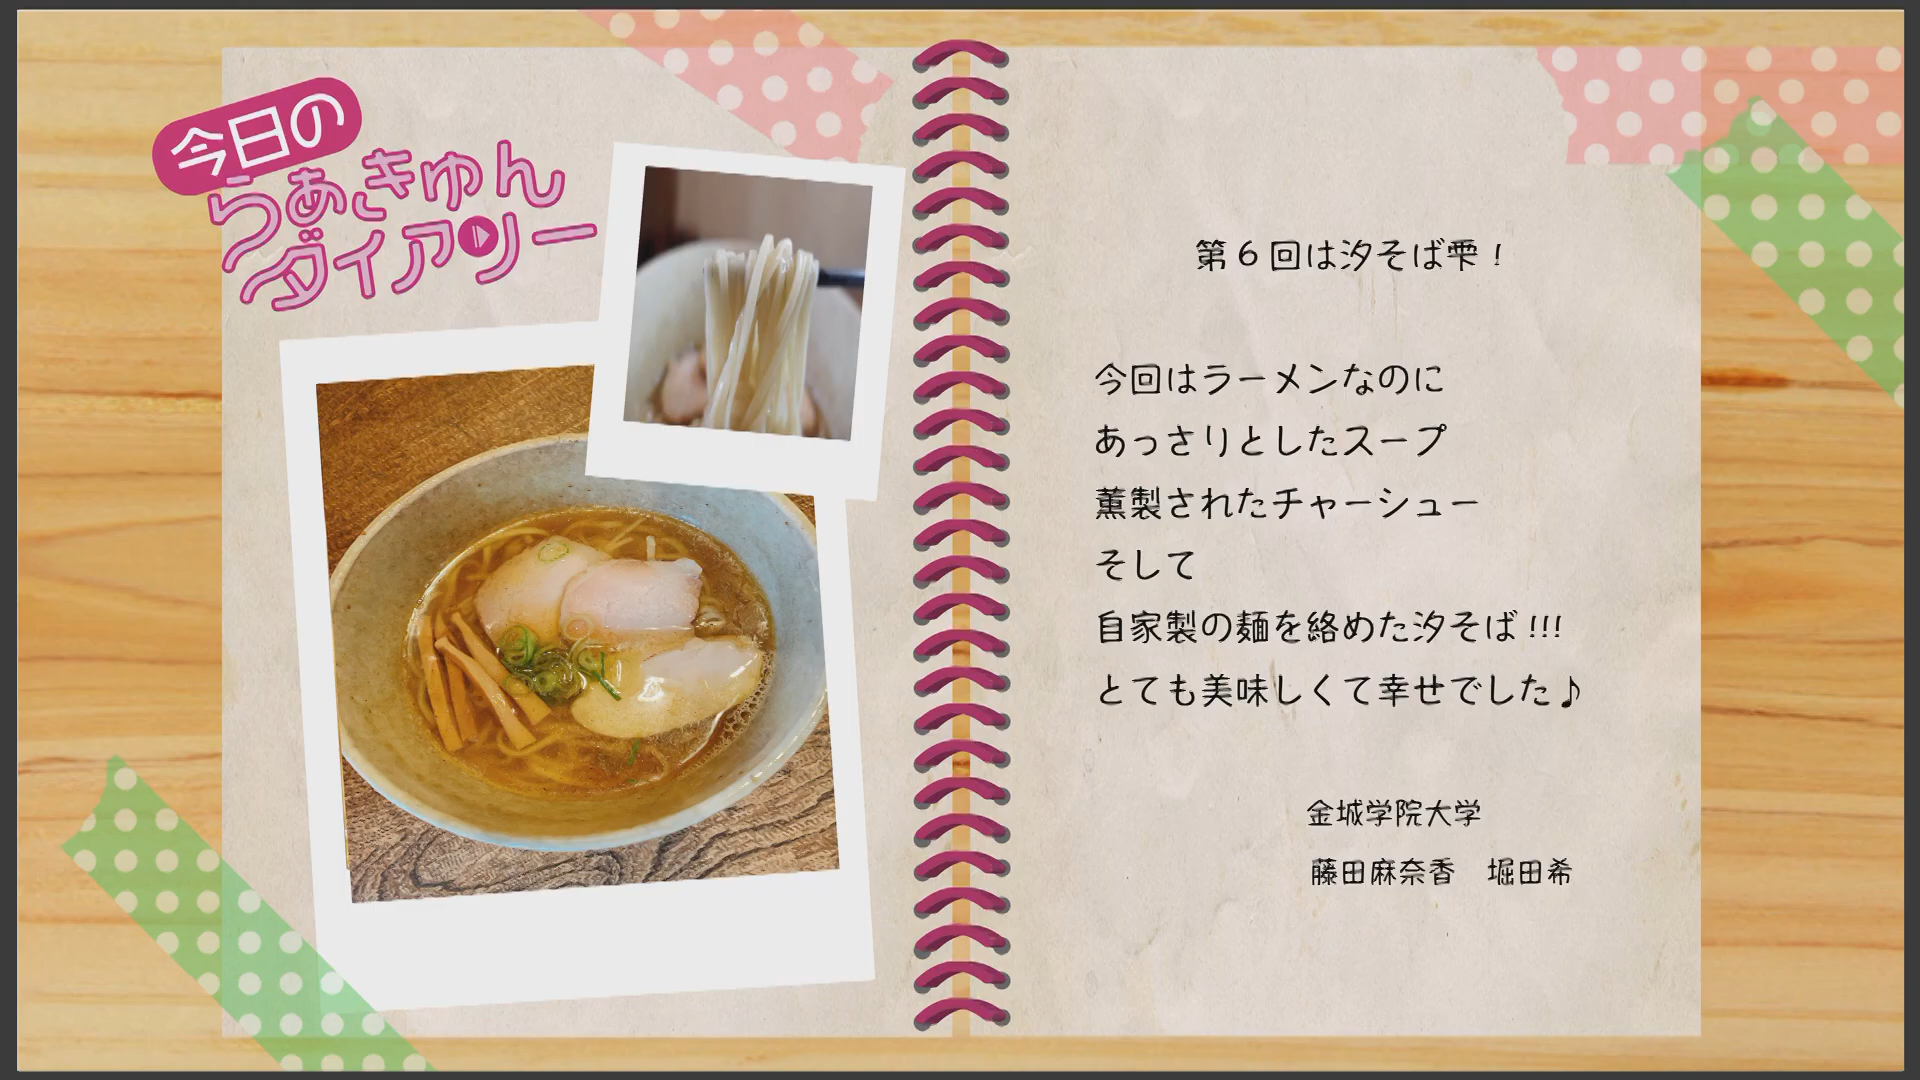 今日の
らぁきゅん
ダイアリー
第6回は汐そば雫！
今回はラーメンなのに
あっさりとしたスープ
薫製されたチャーシュー
そして
自家製の麺を絡めた汐そば!!!
とても美味しくて幸せでした♪
金城学院大学
藤田麻奈香　堀田希